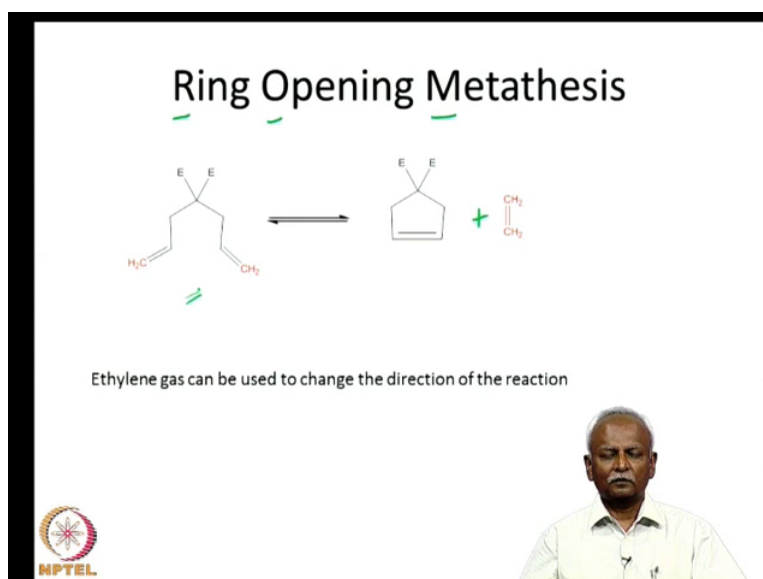 Ring Opening Metathesis
E E
E E
CH₂
+
CH₂
H₂C
CH₂
Ethylene gas can be used to change the direction of the reaction
NPTEL